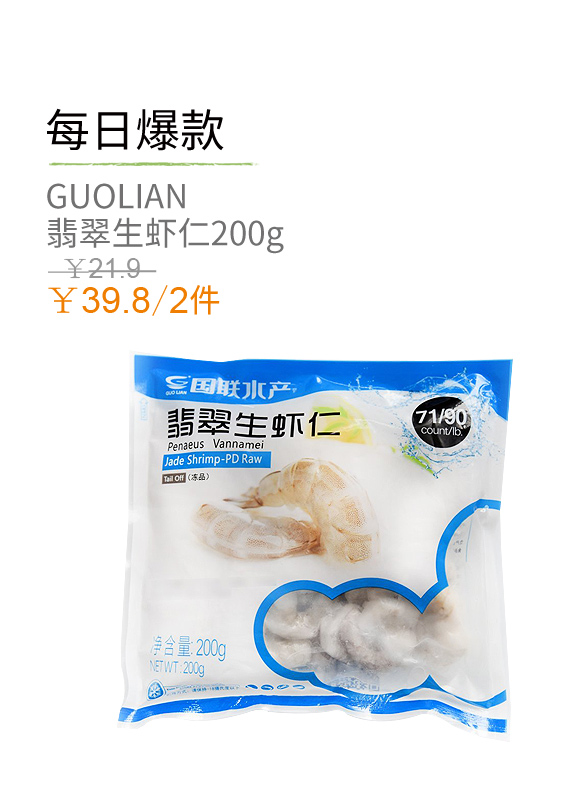 每日爆款
GUOLIAN
翡翠生虾仁200g
￥21.9
￥39.8/2件
国联水产
GUO LIAN
翡翠生虾仁
Penaeus Vannamei
Jade Shrimp-PD Raw
Tail Off (冻品)
71/90
count/lb.
净含量:200g
NET WT:200g